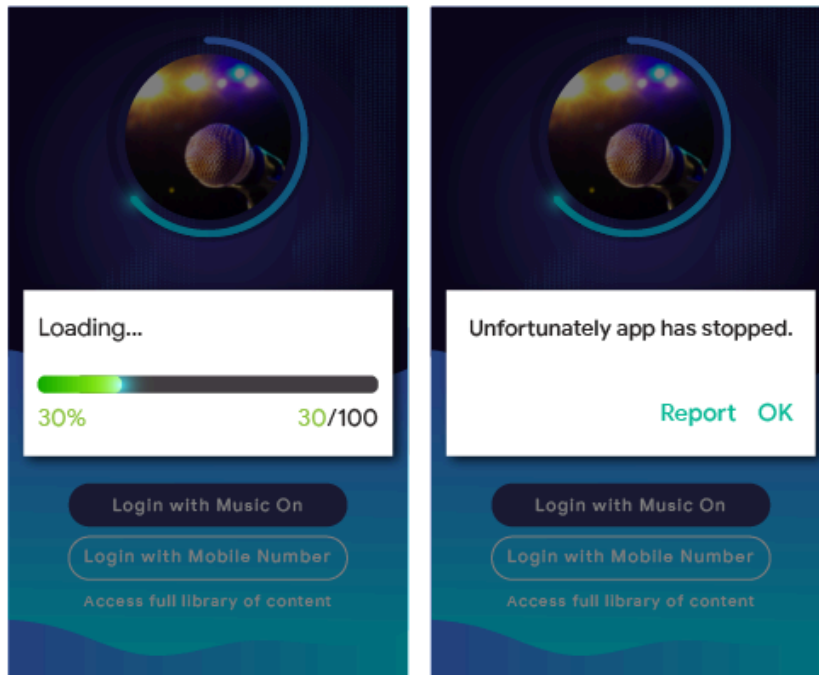 Loading...
30%
30/100
Login with Music On
Login with Mobile Number
Access full library of content
Unfortunately app has stopped.
Report OK
Login with Music On
Login with Mobile Number
Access full library of content